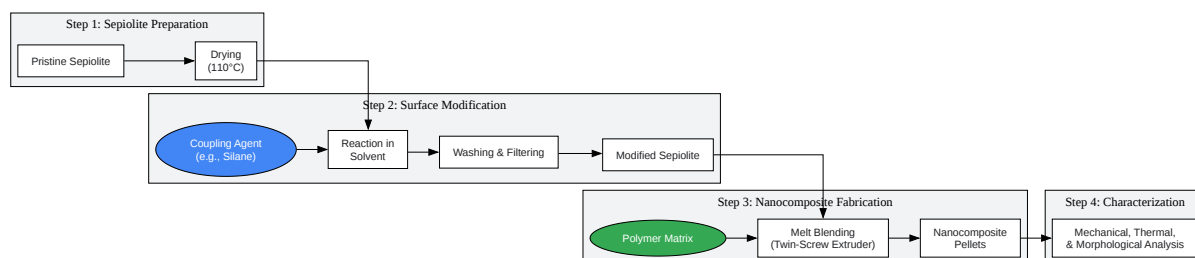 Step 1: Sepiolite Preparation
Pristine Sepiolite
Drying
(110°C)
Step 2: Surface Modification
Coupling Agent
(e.g., Silane)
Reaction in
Solvent
Washing & Filtering
Modified Sepiolite
Step 3: Nanocomposite Fabrication
Polymer Matrix
Melt Blending
(Twin-Screw Extruder)
Nanocomposite
Pellets
Step 4: Characterization
Mechanical, Thermal,
& Morphological Analysis